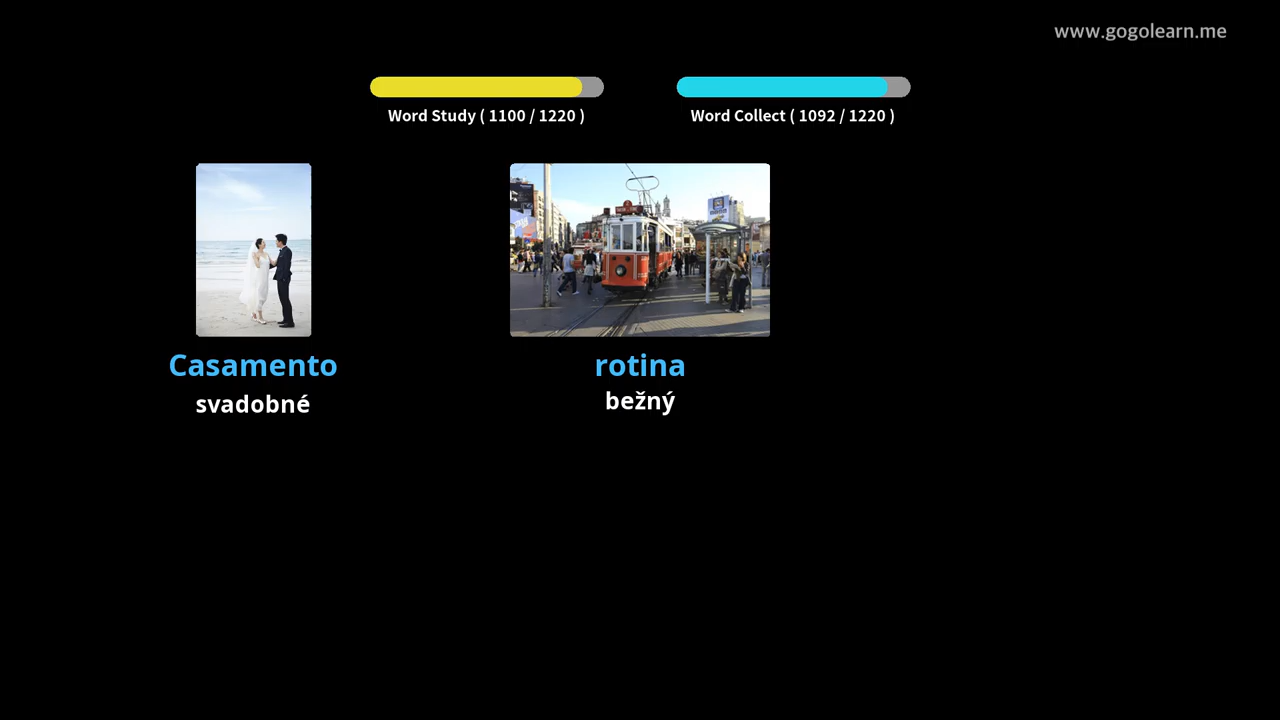 www.gogolearn.me
Word Study ( 1100 / 1220 )
Word Collect ( 1092 / 1220 )
Casamento
rotina
svadobné
bežný